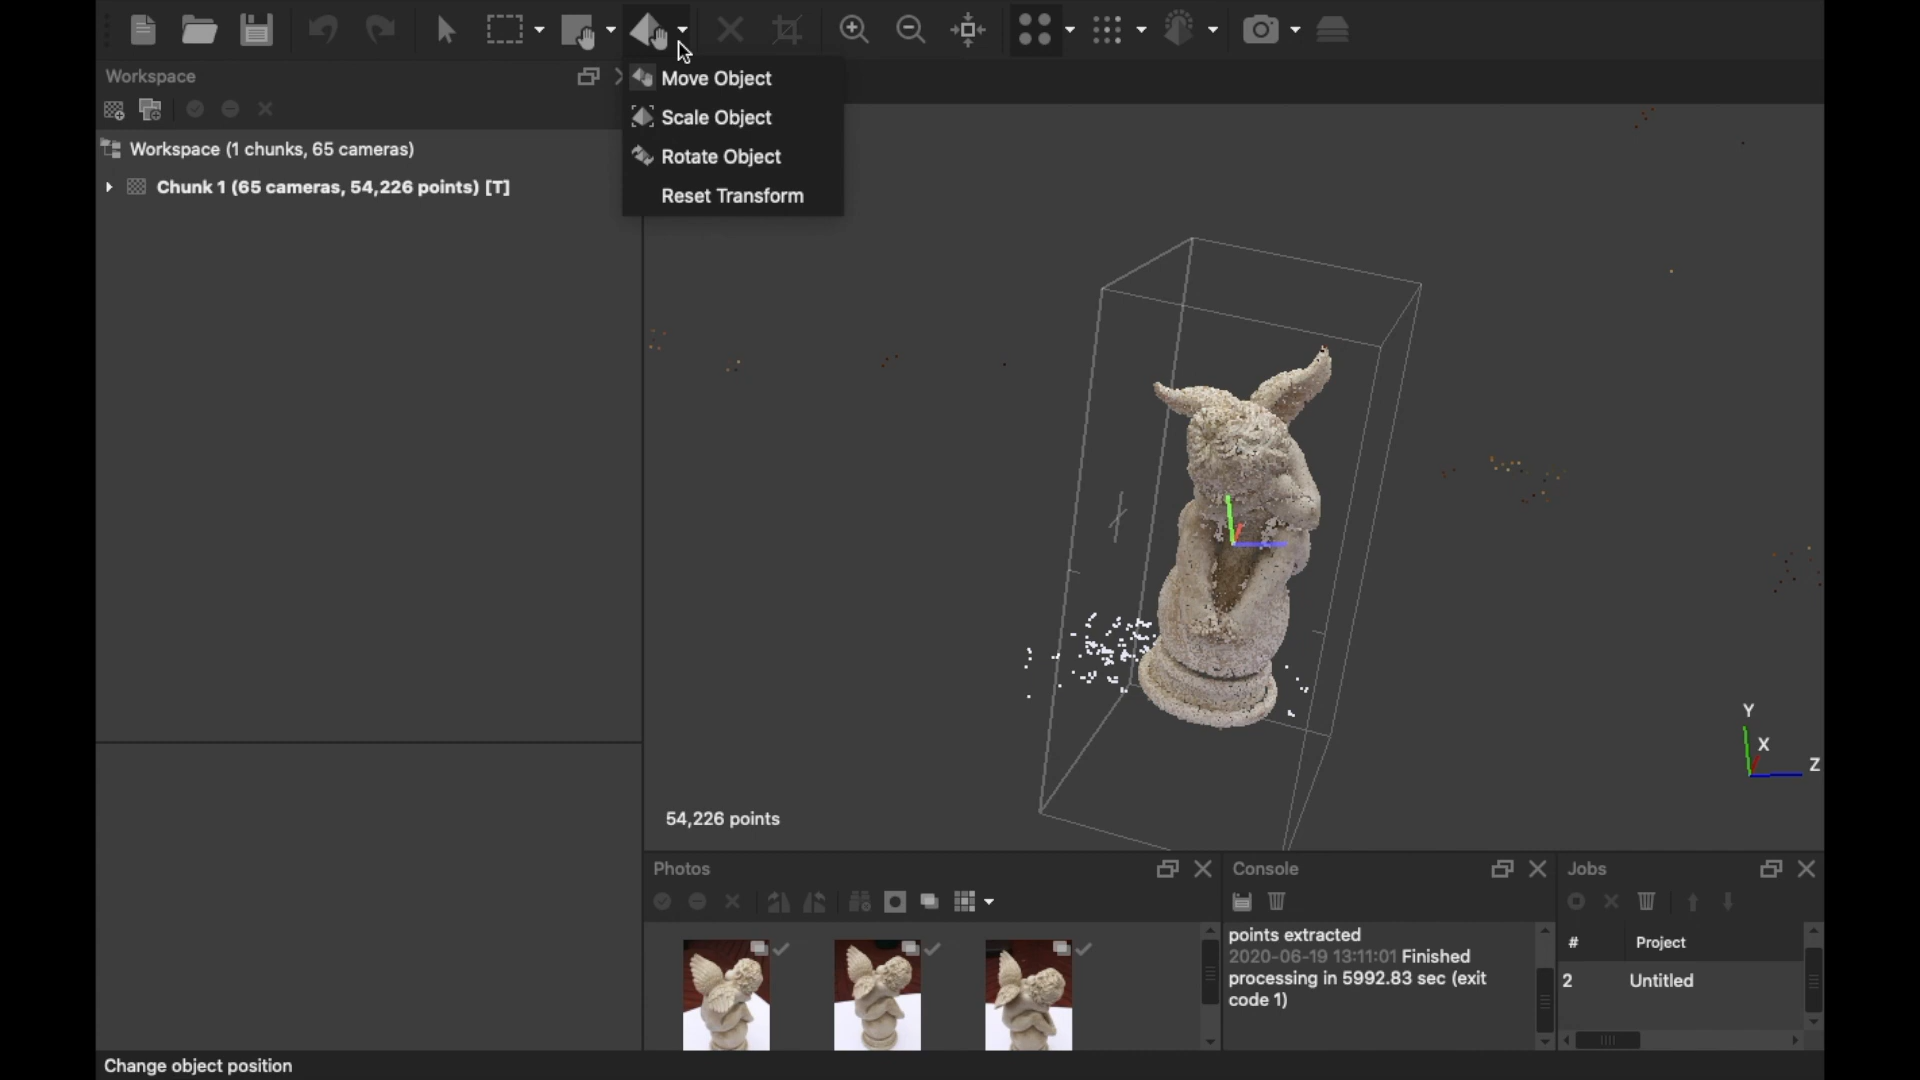 Workspace
Workspace (1 chunks, 65 cameras)
Chunk 1 (65 cameras, 54,226 points) [T]
Move Object
Scale Object
Rotate Object
Reset Transform
Y
X
Z
54,226 points
Photos
Console
points extracted
2020-06-19 13:11:01 Finished
processing in 5992.83 sec (exit
code 1)
Jobs
# Project
2 Untitled
Change object position